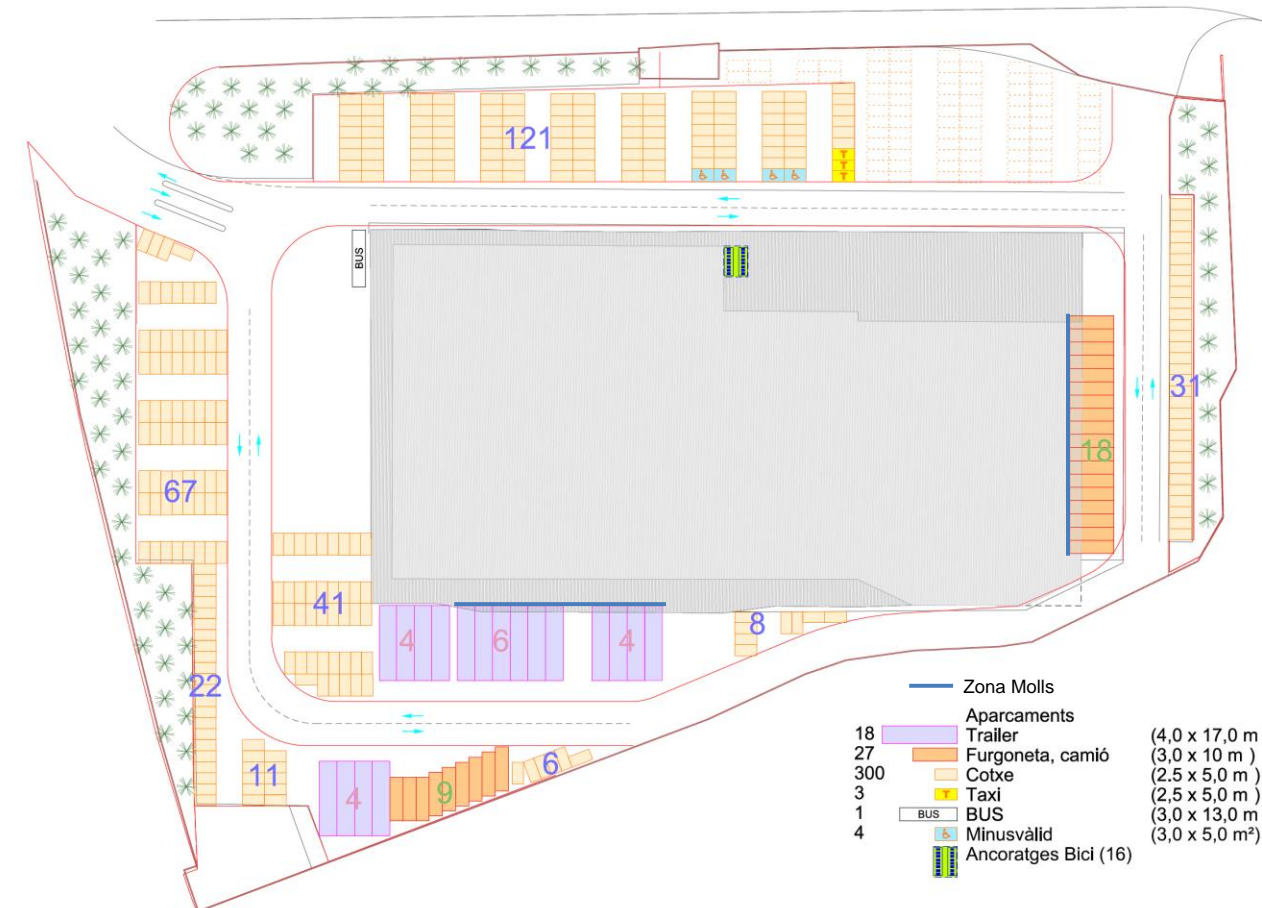 121
T
T
T
BUS
31
18
67
41
4
6
4
8
22
11
4
9
6
Zona Molls
Aparcaments
18 Trailer (4,0 x 17,0 m
27 Furgoneta, camió (3,0 x 10 m )
300 Cotxe (2.5 x 5,0 m )
3 T Taxi (2,5 x 5,0 m )
1 BUS BUS (3,0 x 13,0 m
4 Minusvàlid (3,0 x 5,0 m²)
Ancoratges Bici (16)